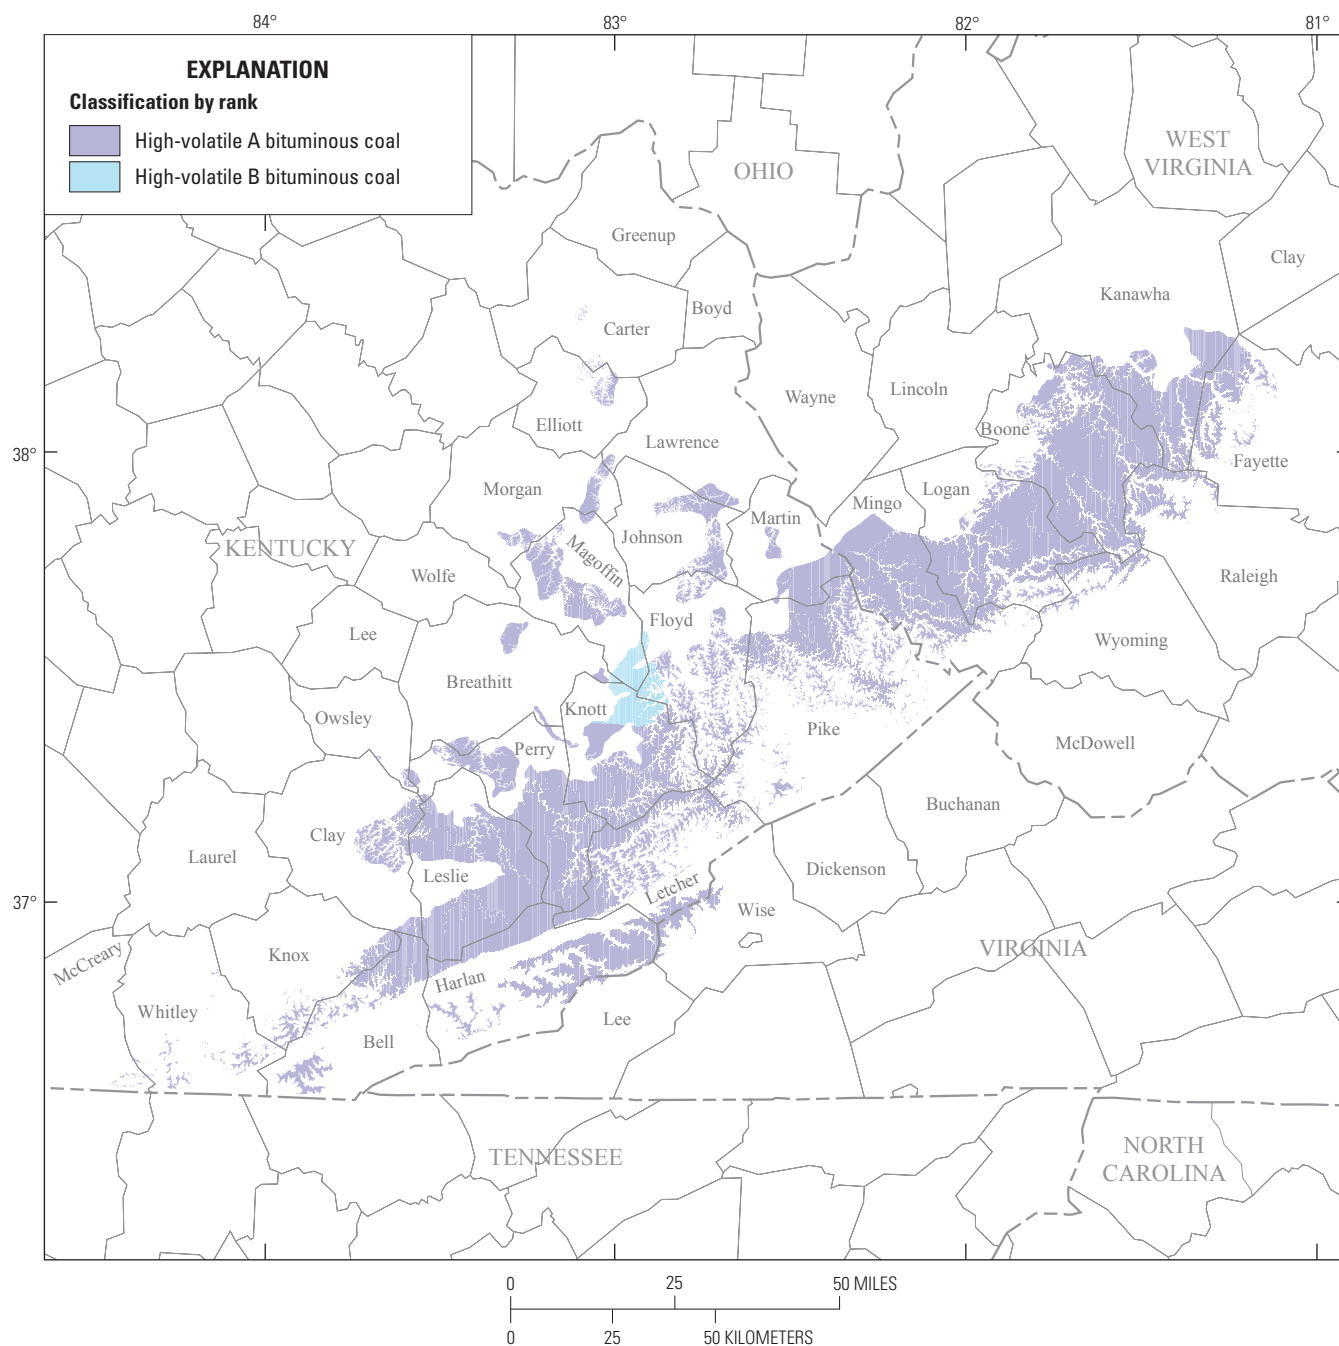 84°
83°
82°
81°
EXPLANATION
Classification by rank
High-volatile A bituminous coal
High-volatile B bituminous coal
WEST
VIRGINIA
OHIO
Greenup
Clay
Kanawha
Boyd
Carter
Lincoln
Wayne
Elliott
Boone
Lawrence
38°
Fayette
Morgan
Logan
Mingo
Martin
Johnson
KENTUCKY
Magoffin
Wolfe
Raleigh
Floyd
Lee
Wyoming
Breathitt
Knott
Owsley
Pike
McDowell
Perry
Buchanan
Clay
Laurel
Dickenson
Leslie
Letcher
37°
Wise
VIRGINIA
McCreary
Knox
Harlan
Whitley
Lee
Bell
TENNESSEE
NORTH
CAROLINA
0 25 50 MILES
0 25 50 KILOMETERS